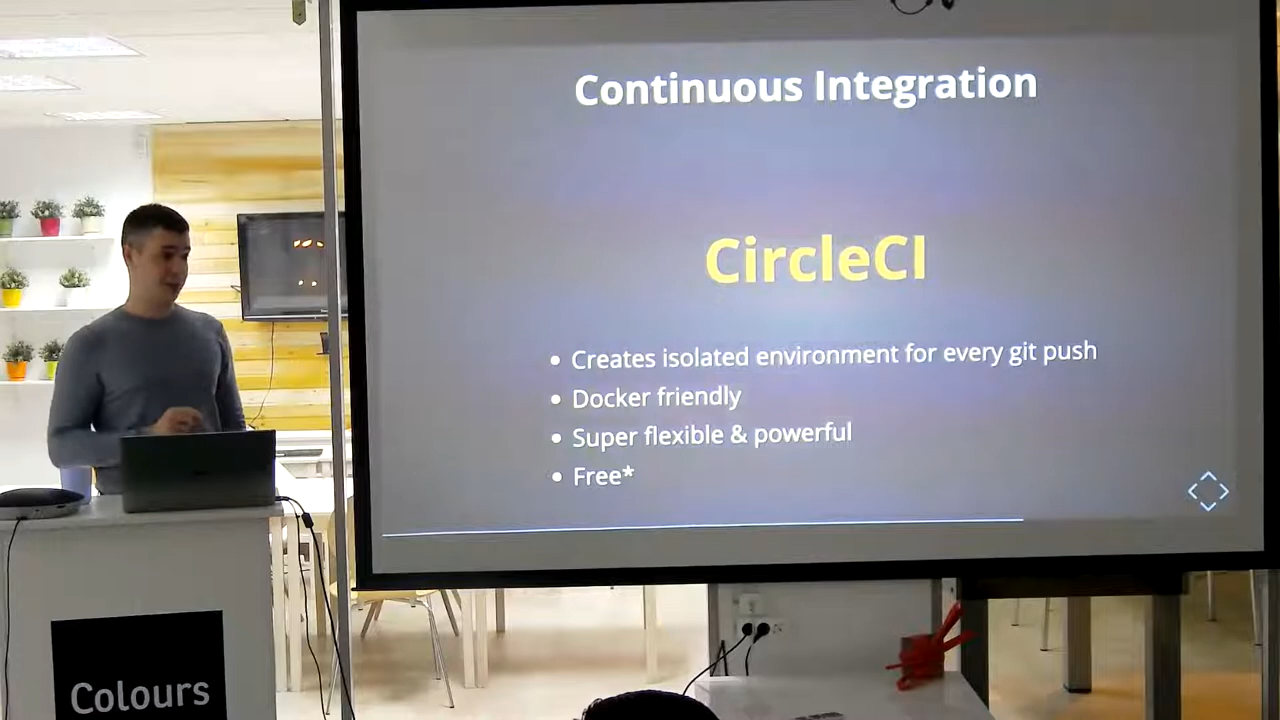 Continuous Integration
CircleCI
Creates isolated environment for every git push
Docker friendly
Super flexible & powerful
Free*
Colours